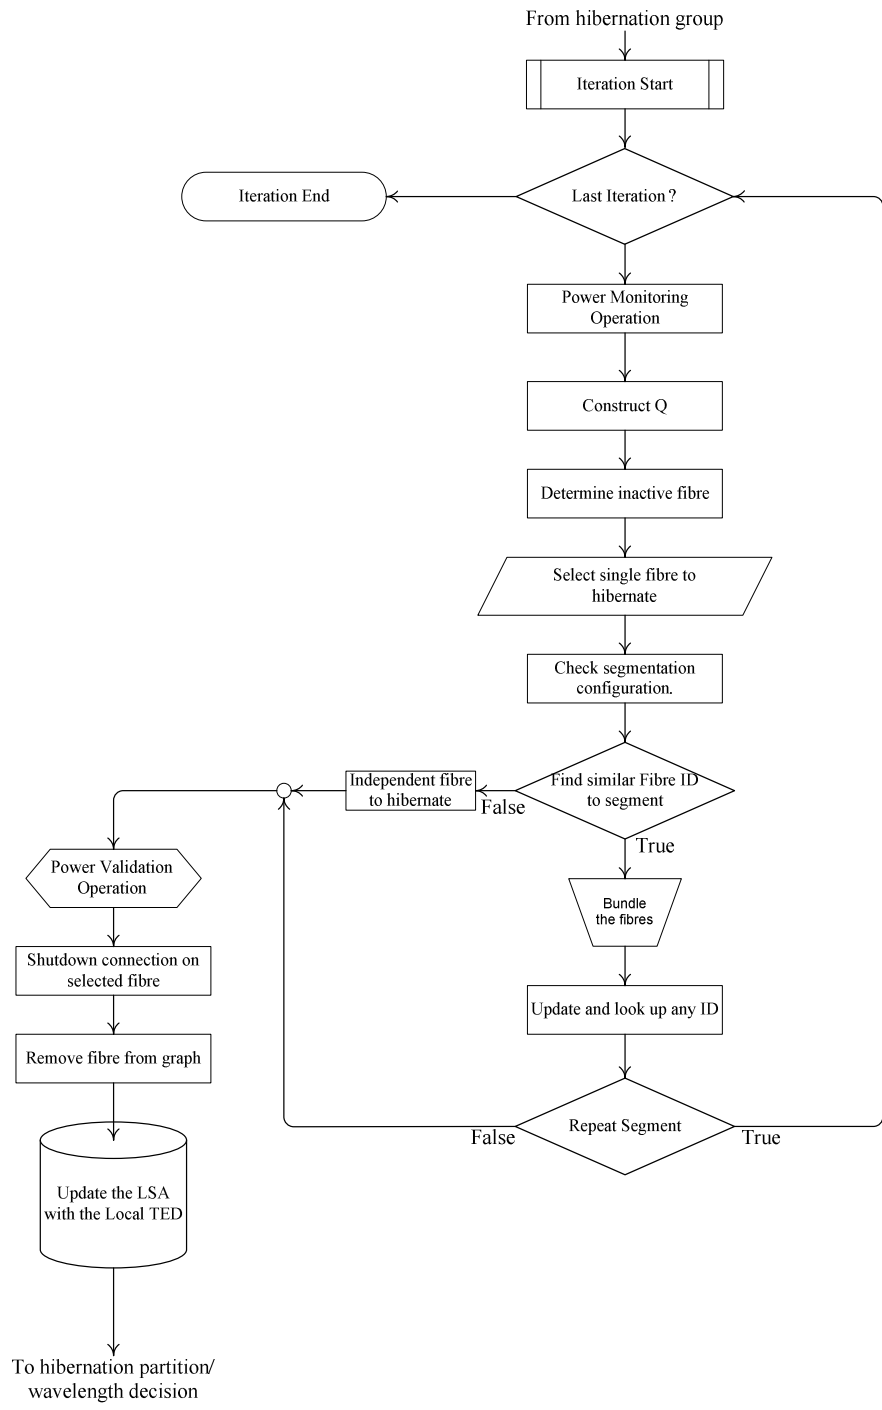 From hibernation group
Iteration Start
Iteration End
Last Iteration ?
Power Monitoring
Operation
Construct Q
Determine inactive fibre
Select single fibre to
hibernate
Check segmentation
configuration.
Find similar Fibre ID
to segment
False
True
Independent fibre
to hibernate
Bundle
the fibres
Update and look up any ID
Repeat Segment
False
True
Power Validation
Operation
Shutdown connection on
selected fibre
Remove fibre from graph
Update the LSA
with the Local TED
To hibernation partition/
wavelength decision